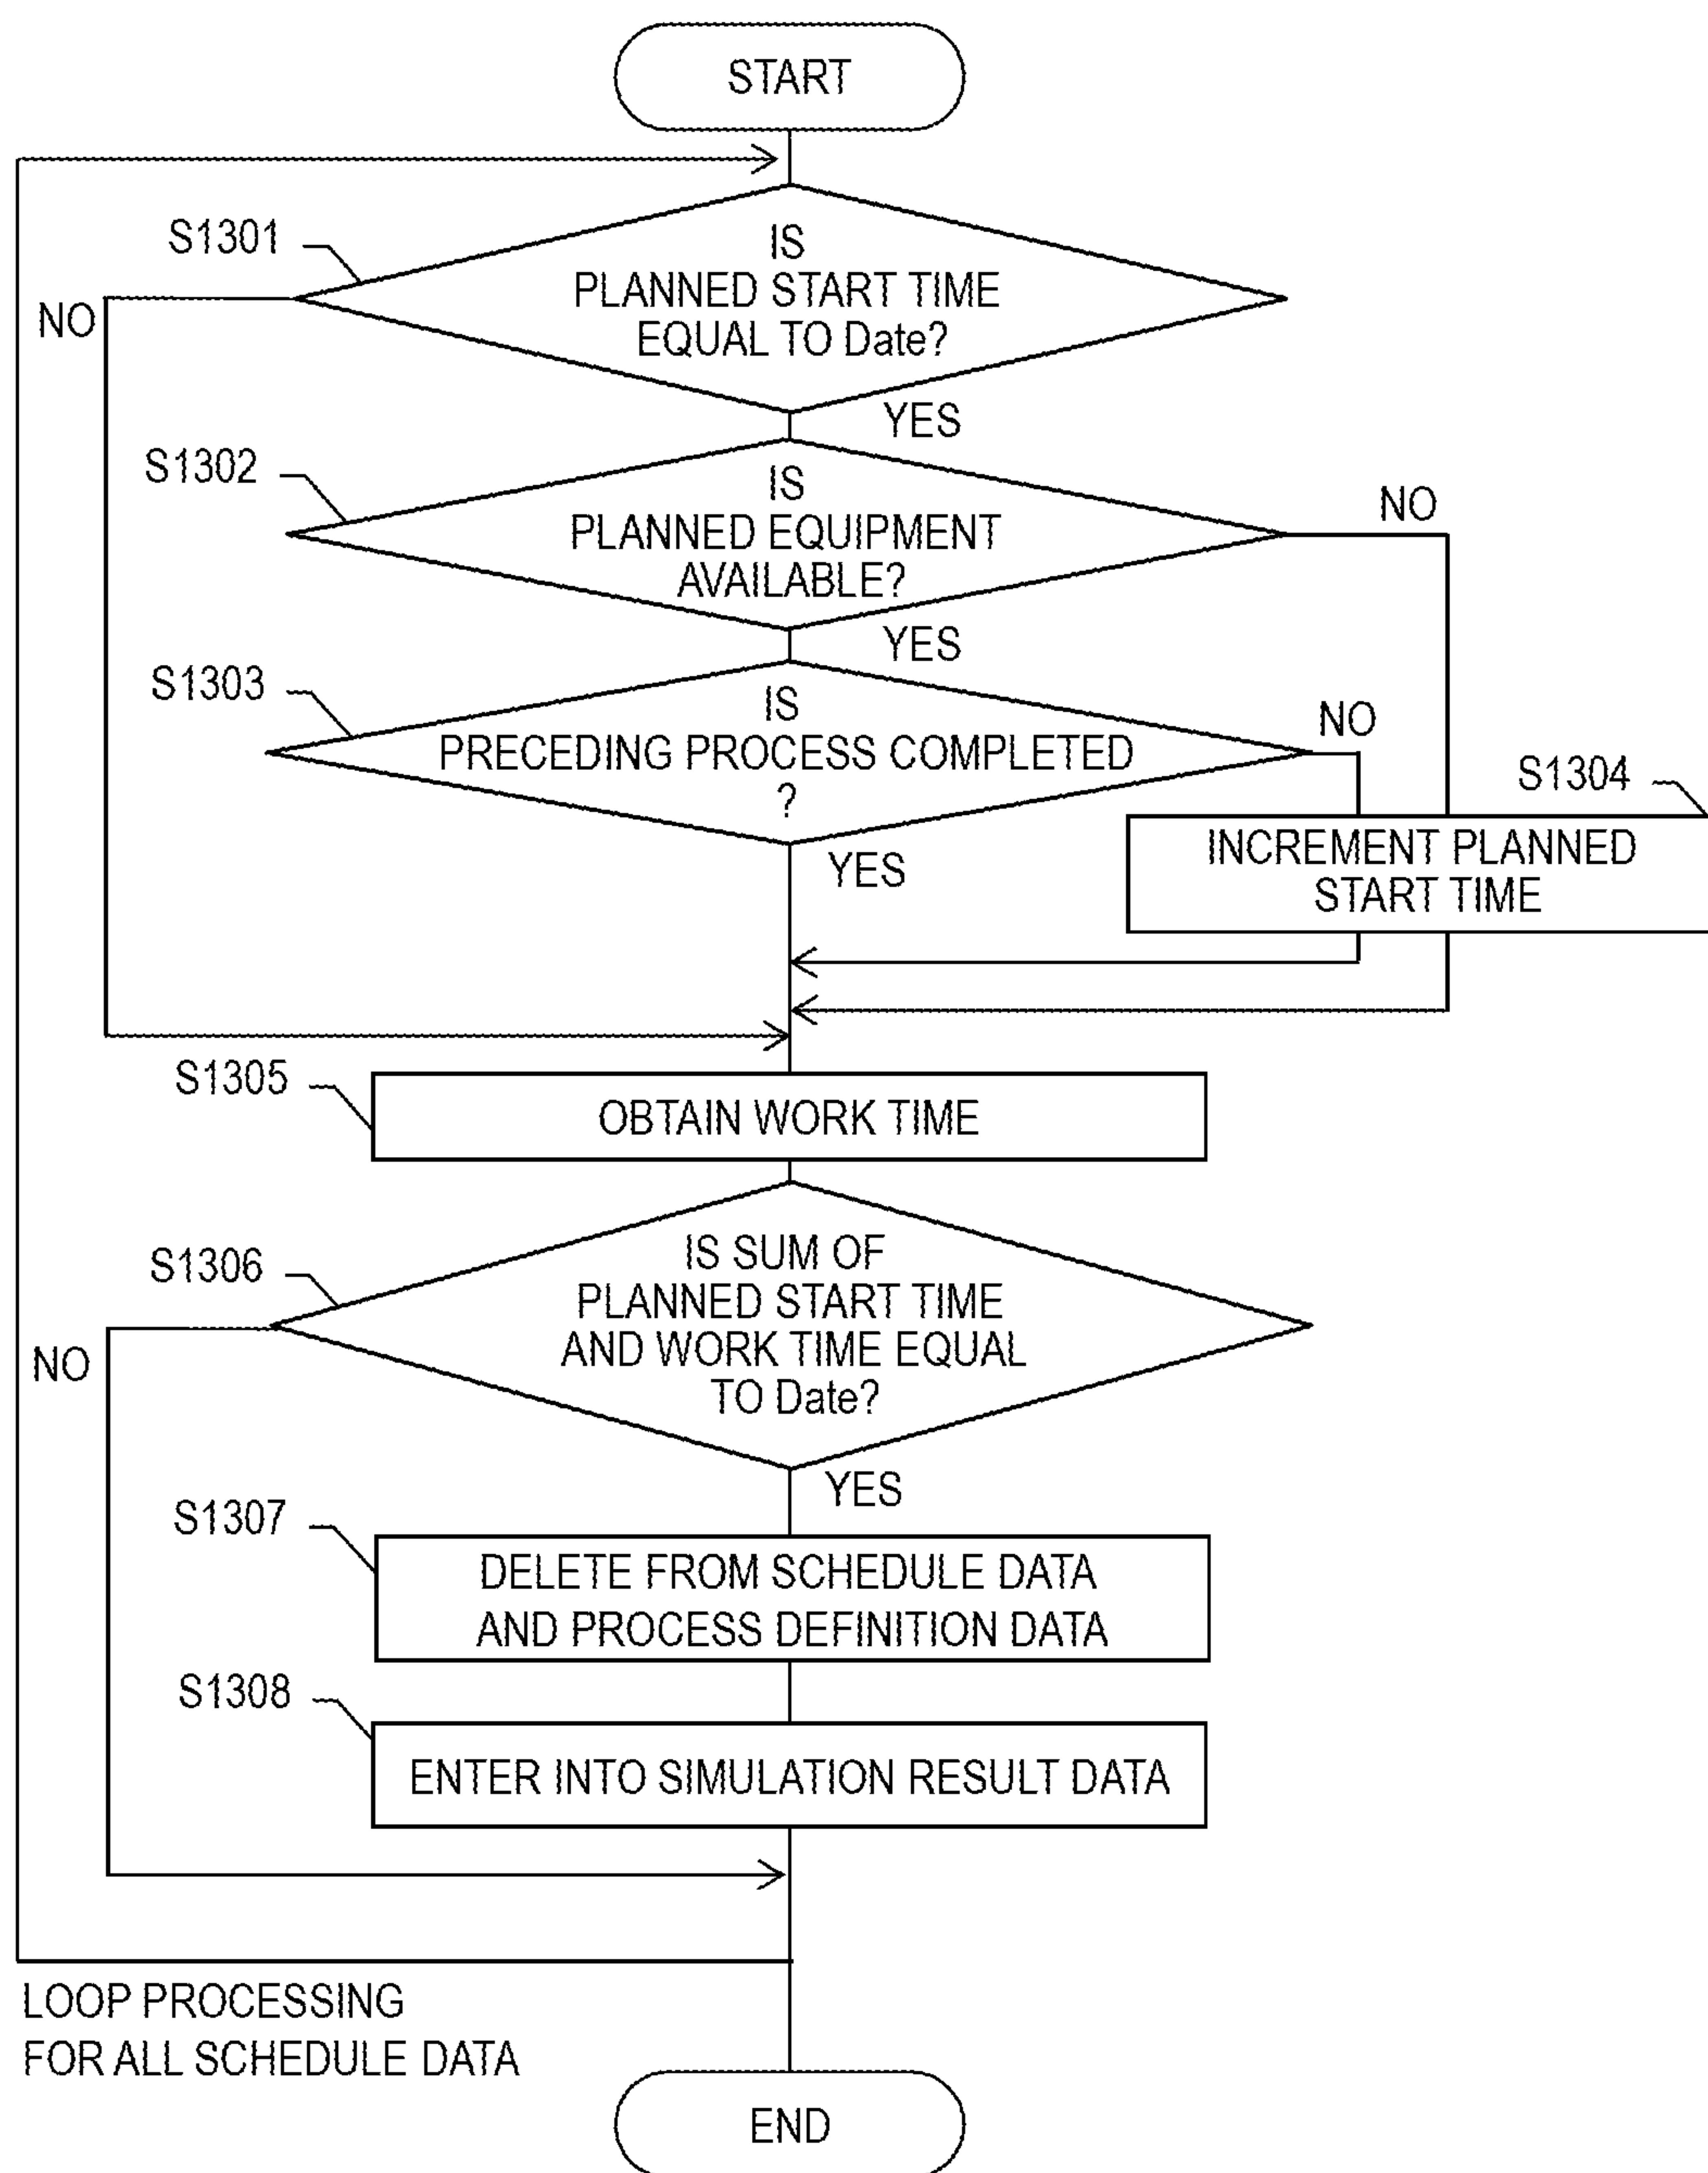 START
S1301
IS
PLANNED START TIME
EQUAL TO Date?
NO
YES
S1302
IS
PLANNED EQUIPMENT
AVAILABLE?
NO
YES
S1303
IS
PRECEDING PROCESS COMPLETED
?
NO
YES
S1304
INCREMENT PLANNED
START TIME
S1305
OBTAIN WORK TIME
S1306
IS SUM OF
PLANNED START TIME
AND WORK TIME EQUAL
TO Date?
NO
YES
S1307
DELETE FROM SCHEDULE DATA
AND PROCESS DEFINITION DATA
S1308
ENTER INTO SIMULATION RESULT DATA
LOOP PROCESSING
FOR ALL SCHEDULE DATA
END